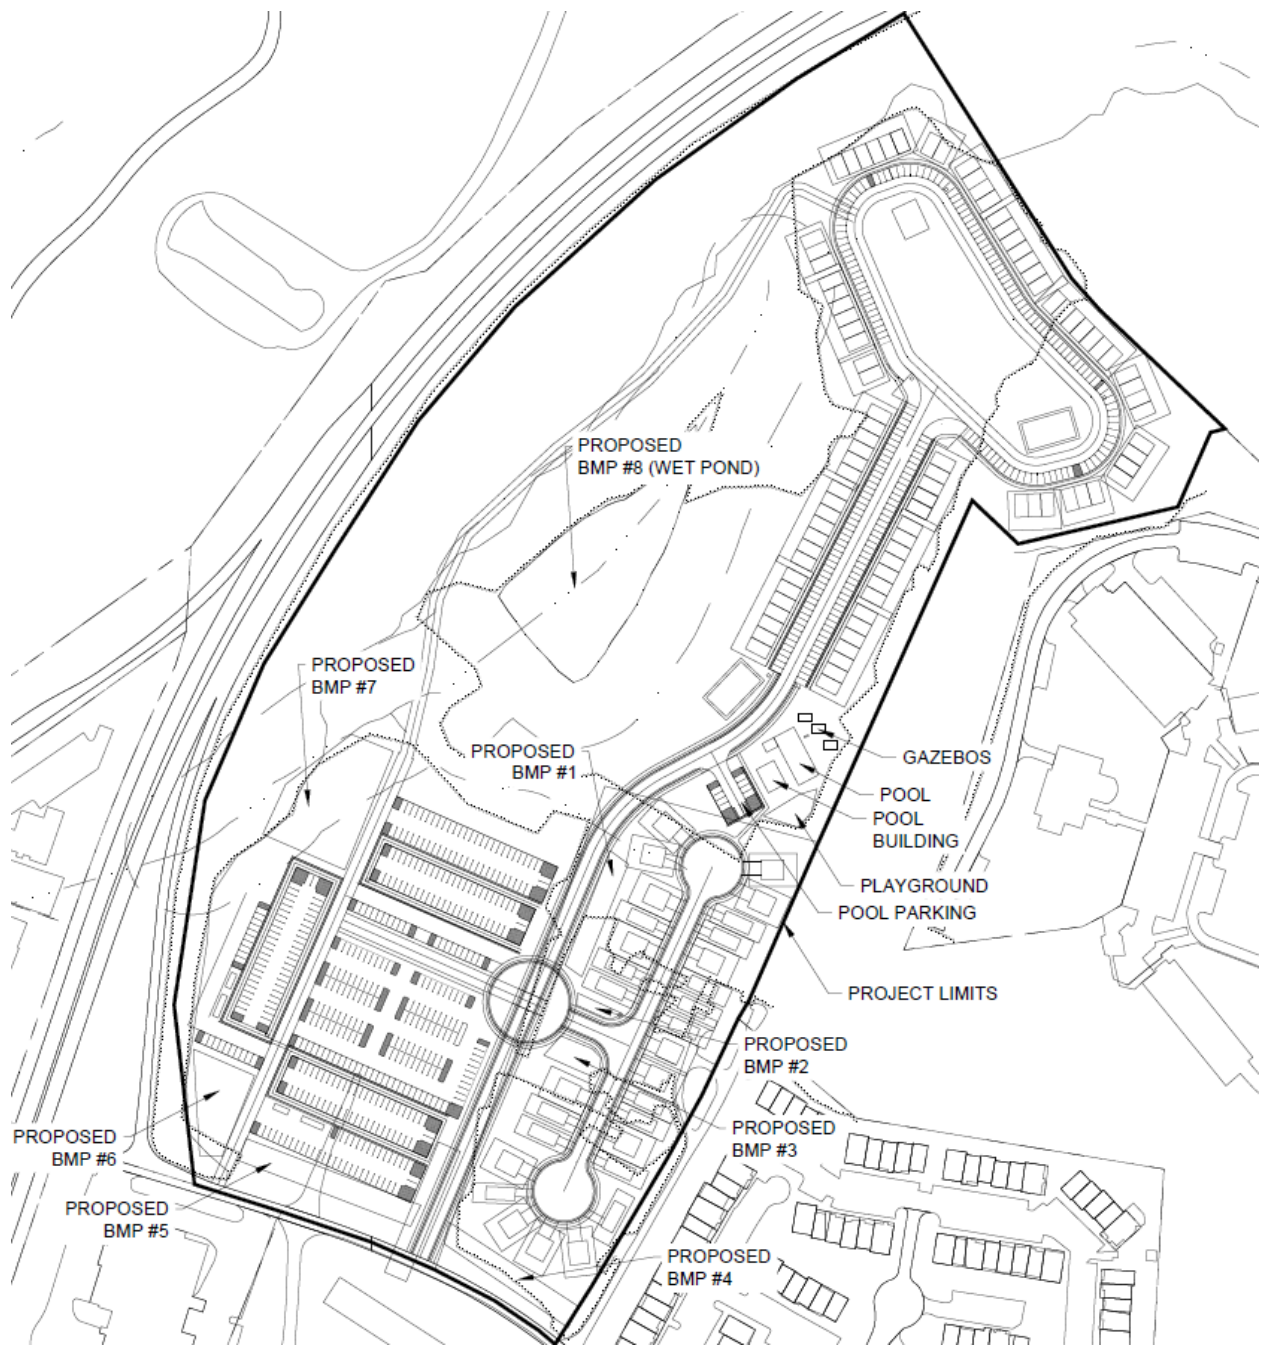 PROPOSED
BMP #8 (WET POND)
PROPOSED
BMP #7
PROPOSED
BMP #1
GAZEBOS
POOL
POOL
BUILDING
PLAYGROUND
POOL PARKING
PROJECT LIMITS
PROPOSED
BMP #2
PROPOSED
BMP #3
PROPOSED
BMP #6
PROPOSED
BMP #5
PROPOSED
BMP #4